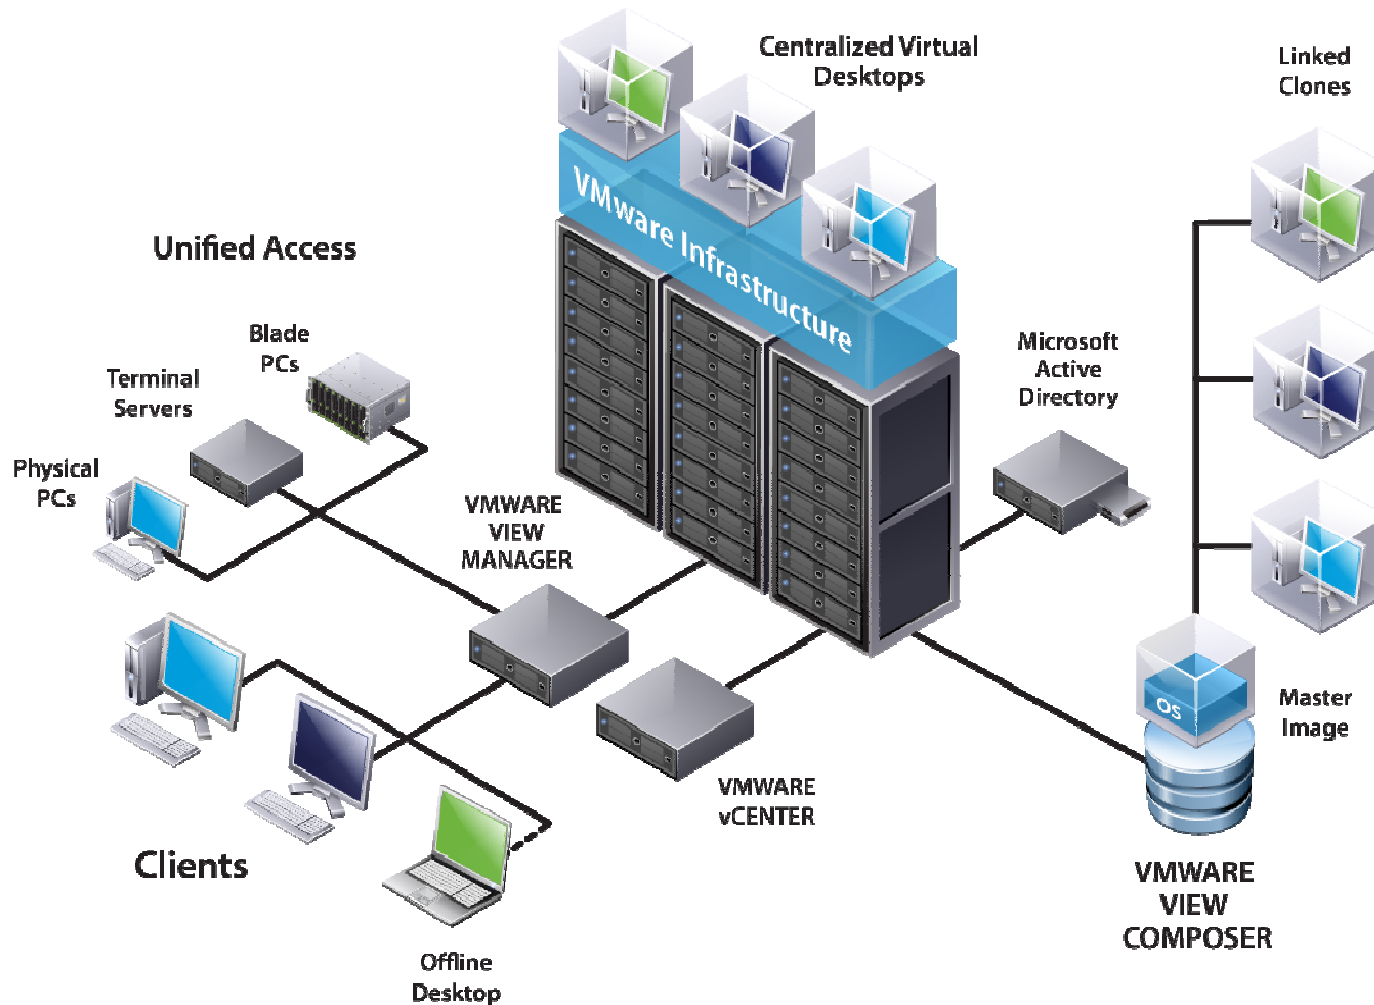 Centralized Virtual
Desktops
Linked
Clones
VMware Infrastructure
Unified Access
Blade
PCs
Terminal
Servers
Physical
PCs
Microsoft
Active
Directory
VMWARE
VIEW
MANAGER
OS
Master
Image
VMWARE
vCENTER
Clients
VMWARE
VIEW
COMPOSER
Offline
Desktop